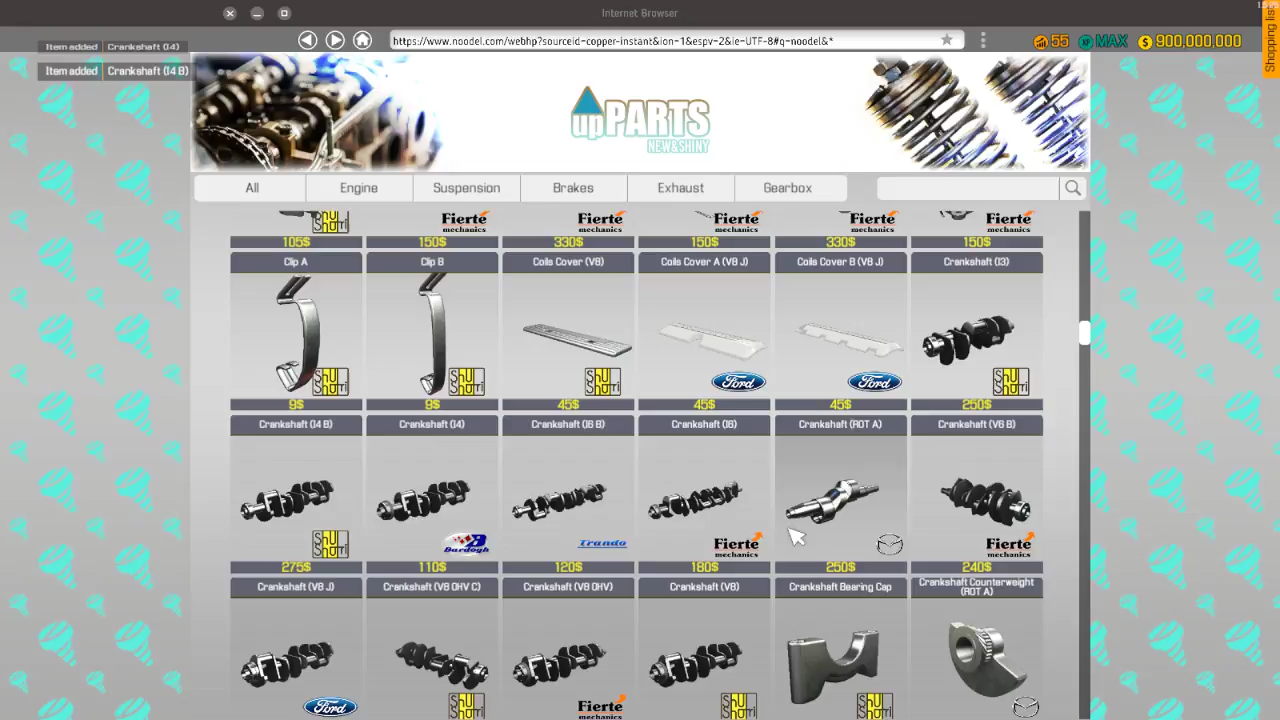 Internet Browser
Shopping list
Item added Crankshaft (I4)
Item added Crankshaft (I4 B)
https://www.noodel.com/webhp?sourceid-copper-instant&ion-1&espv-2&ie-UTF-8#q-noodel&*
55 XP MAX $ 900,000,000
upPARTS
NEW&SHINY
All Engine Suspension Brakes Exhaust Gearbox
Fierte mechanics Fierte mechanics Fierte mechanics Fierte mechanics Fierte mechanics
105$ 150$ 330$ 150$ 330$ 150$
Clip A Clip B Coils Cover (V8) Coils Cover A (V8 J) Coils Cover B (V8 J) Crankshaft (I3)
Ford Ford
9$ 9$ 45$ 45$ 45$ 250$
Crankshaft (I4 B) Crankshaft (I4) Crankshaft (I6 B) Crankshaft (I6) Crankshaft (ROT A) Crankshaft (V6 B)
Bardogh Trando Fierte mechanics Fierte mechanics
275$ 110$ 120$ 180$ 250$ 240$
Crankshaft (V8 J) Crankshaft (V8 OHV C) Crankshaft (V8 OHV) Crankshaft (V8) Crankshaft Bearing Cap Crankshaft Counterweight (ROT A)
Ford Fierte mechanics